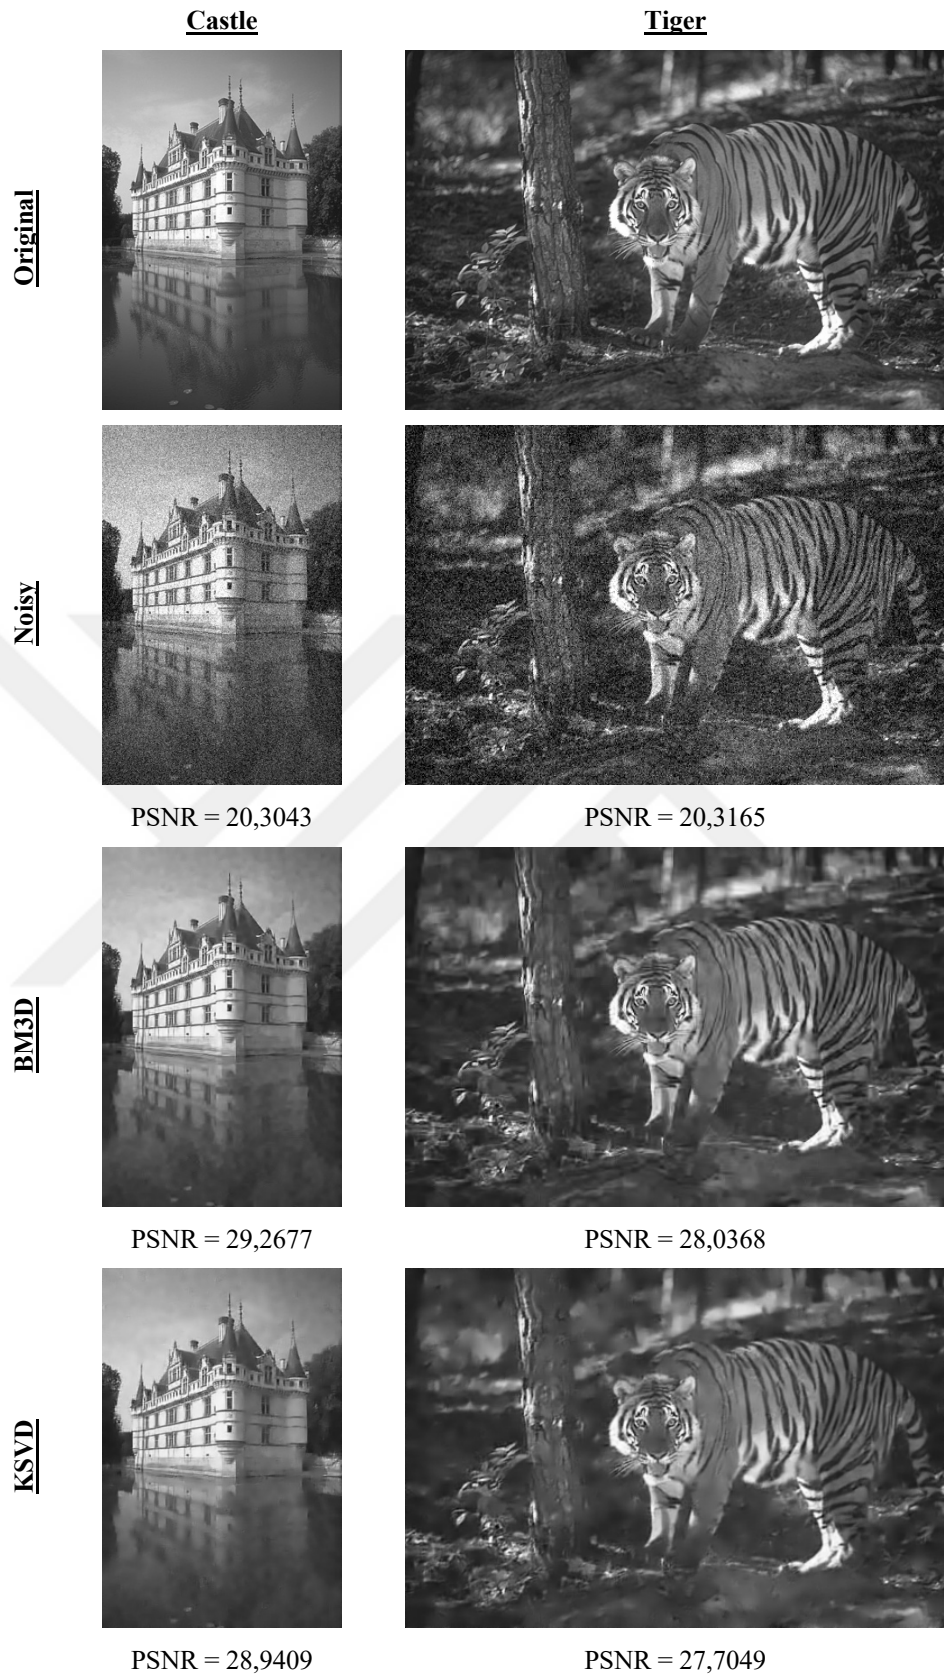 Castle Tiger
Original
Noisy
PSNR = 20,3043 PSNR = 20,3165
BM3D
PSNR = 29,2677 PSNR = 28,0368
KSVD
PSNR = 28,9409 PSNR = 27,7049